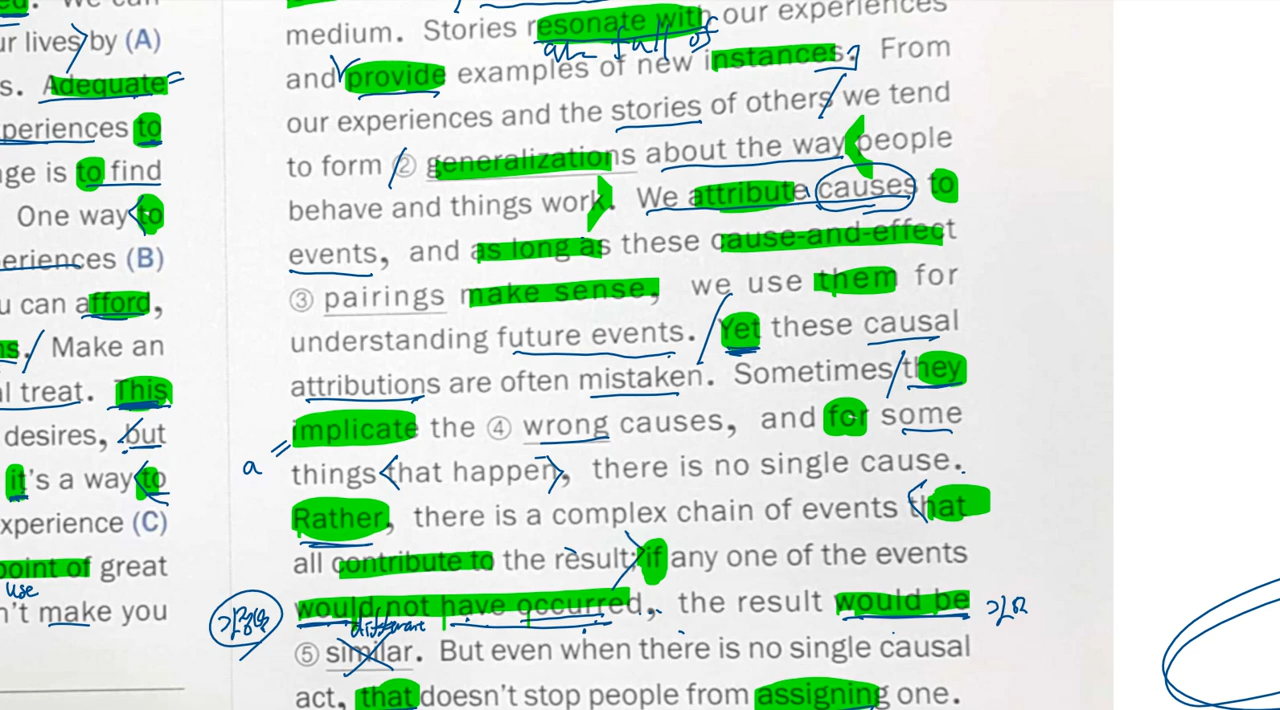 ur lives by (A)
s. Adequate
periences to
ge is to find
One way to
eriences (B)
u can afford,
ns. Make an
al treat. This
desires, but
it's a way to
xperience (C)
point of great
use
n't make you
medium. Stories resonate with our experiences
and provide examples of new instances. From
our experiences and the stories of others we tend
to form ② generalizations about the way people
behave and things work. We attribute causes to
events, and as long as these cause-and-effect
③ pairings make sense, we use them for
understanding future events. Yet these causal
attributions are often mistaken. Sometimes they
implicate the ④ wrong causes, and for some
a
things that happen, there is no single cause.
Rather, there is a complex chain of events that
all contribute to the result; if any one of the events
would not have occurred, the result would be
⑤ similar. But even when there is no single causal
act, that doesn't stop people from assigning one.